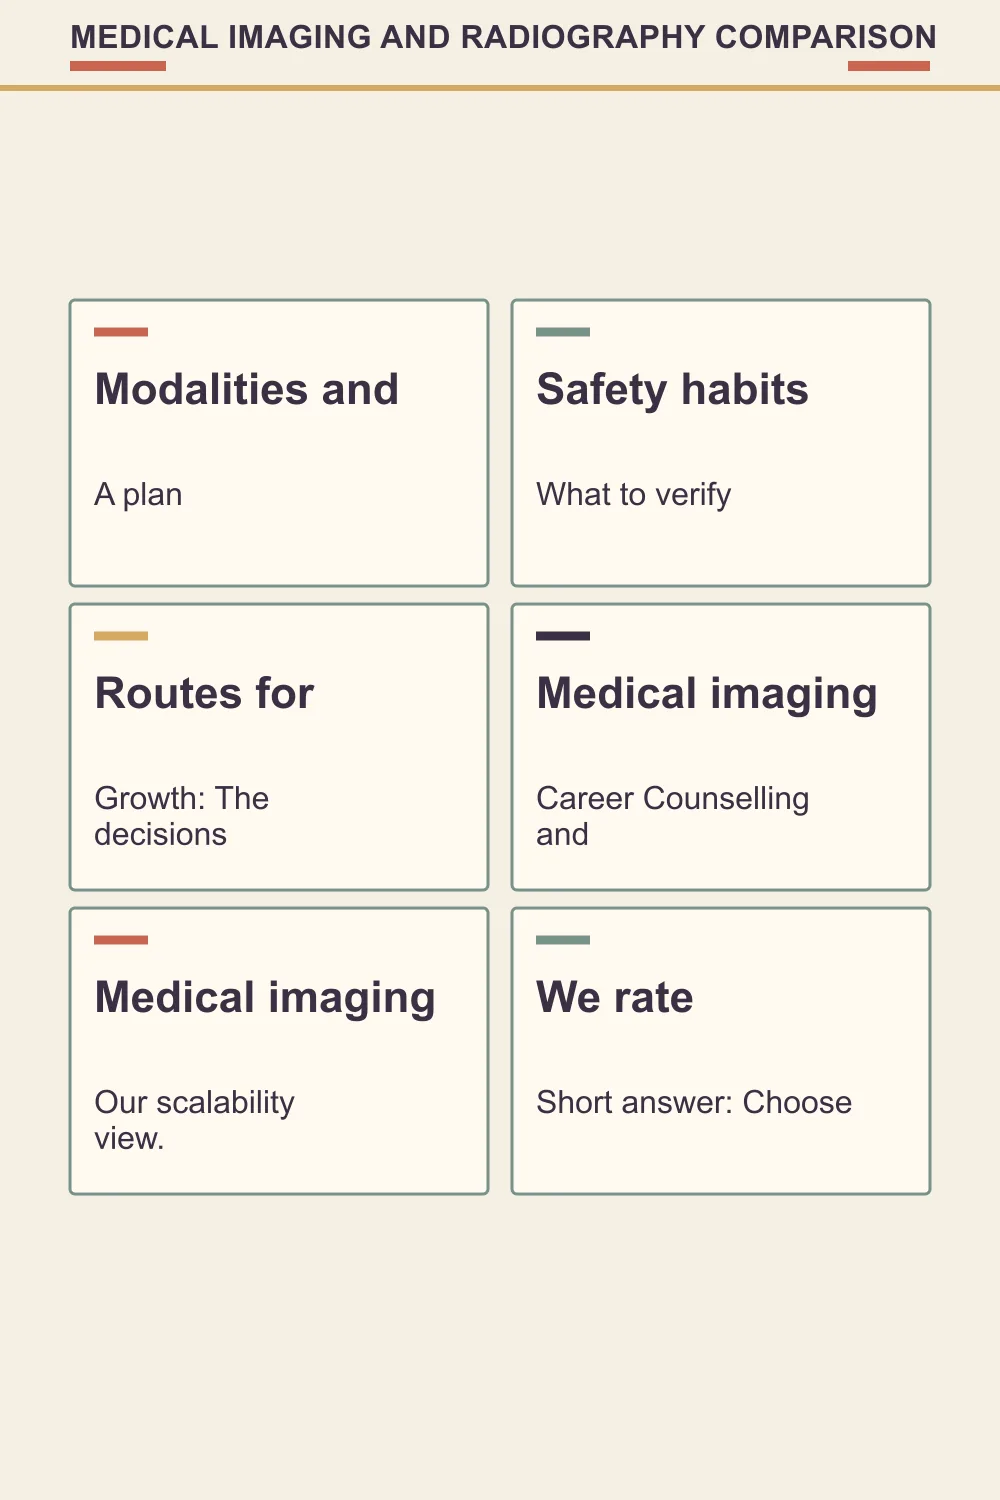 MEDICAL IMAGING AND RADIOGRAPHY COMPARISON
Modalities and
A plan
Safety habits
What to verify
Routes for
Growth: The
decisions
Medical imaging
Career Counselling
and
Medical imaging
Our scalability
view.
We rate
Short answer: Choose